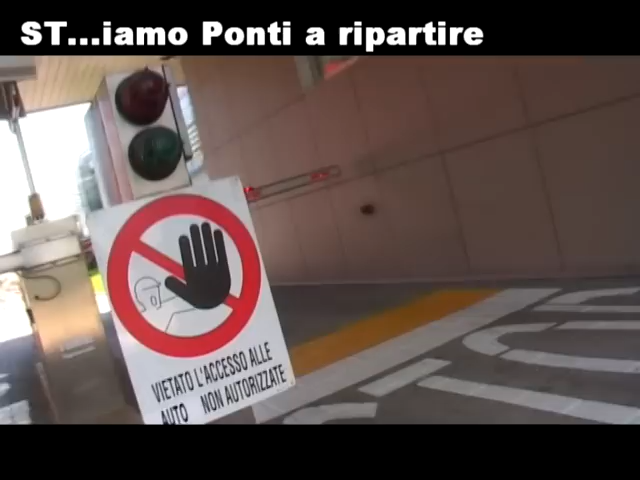 ST...iamo Ponti a ripartire
VIETATO L'ACCESSO ALLE
AUTO NON AUTORIZZATE